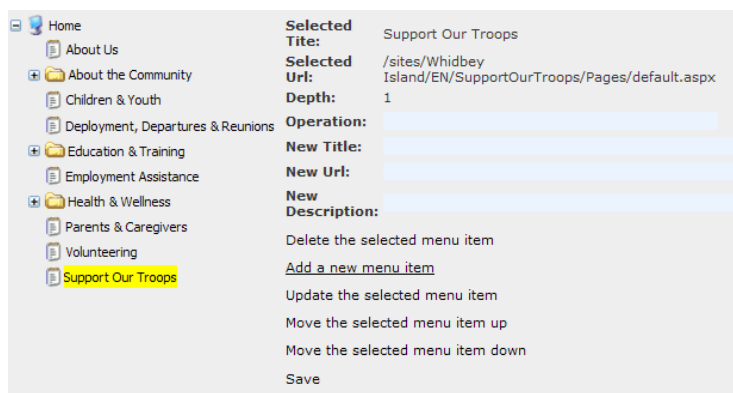 Home
About Us
About the Community
Children & Youth
Deployment, Departures & Reunions
Education & Training
Employment Assistance
Health & Wellness
Parents & Caregivers
Volunteering
Support Our Troops
Selected
Tite:
Support Our Troops
Selected
Url:
/sites/Whidbey
Island/EN/SupportOurTroops/Pages/default.aspx
Depth: 1
Operation:
New Title:
New Url:
New
Description:
Delete the selected menu item
Add a new menu item
Update the selected menu item
Move the selected menu item up
Move the selected menu item down
Save